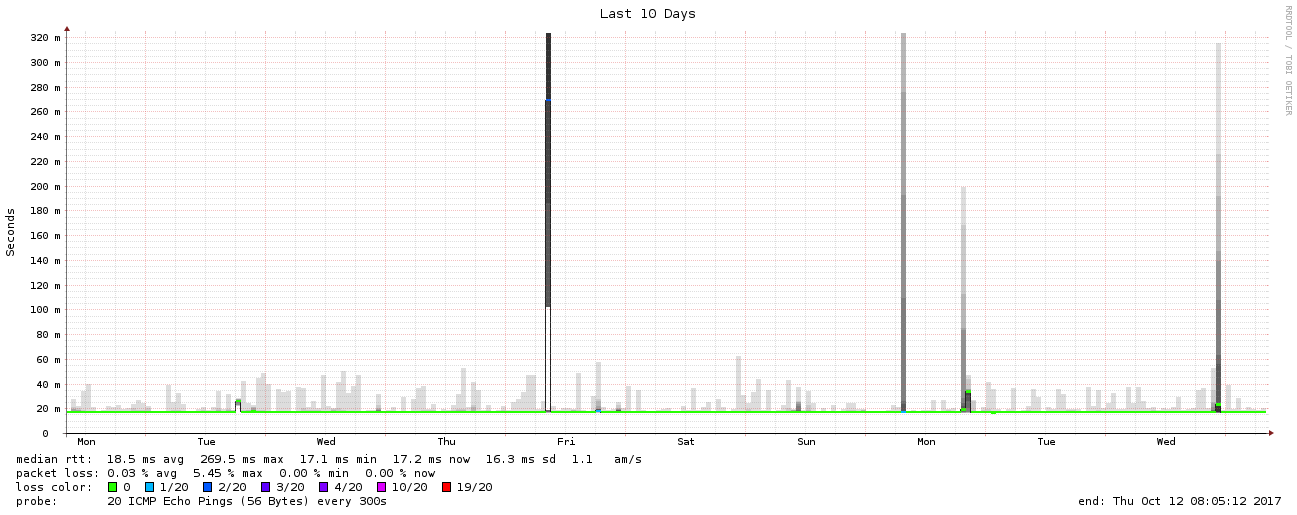 Last 10 Days
RRDTOOL / TOBI OETIKER
Seconds
320 m
300 m
280 m
260 m
240 m
220 m
200 m
180 m
160 m
140 m
120 m
100 m
80 m
60 m
40 m
20 m
0
Mon Tue Wed Thu Fri Sat Sun Mon Tue Wed
median rtt: 18.5 ms avg 269.5 ms max 17.1 ms min 17.2 ms now 16.3 ms sd 1.1 am/s
packet loss: 0.03 % avg 5.45 % max 0.00 % min 0.00 % now
loss color: 0 1/20 2/20 3/20 4/20 10/20 19/20
probe: 20 ICMP Echo Pings (56 Bytes) every 300s end: Thu Oct 12 08:05:12 2017